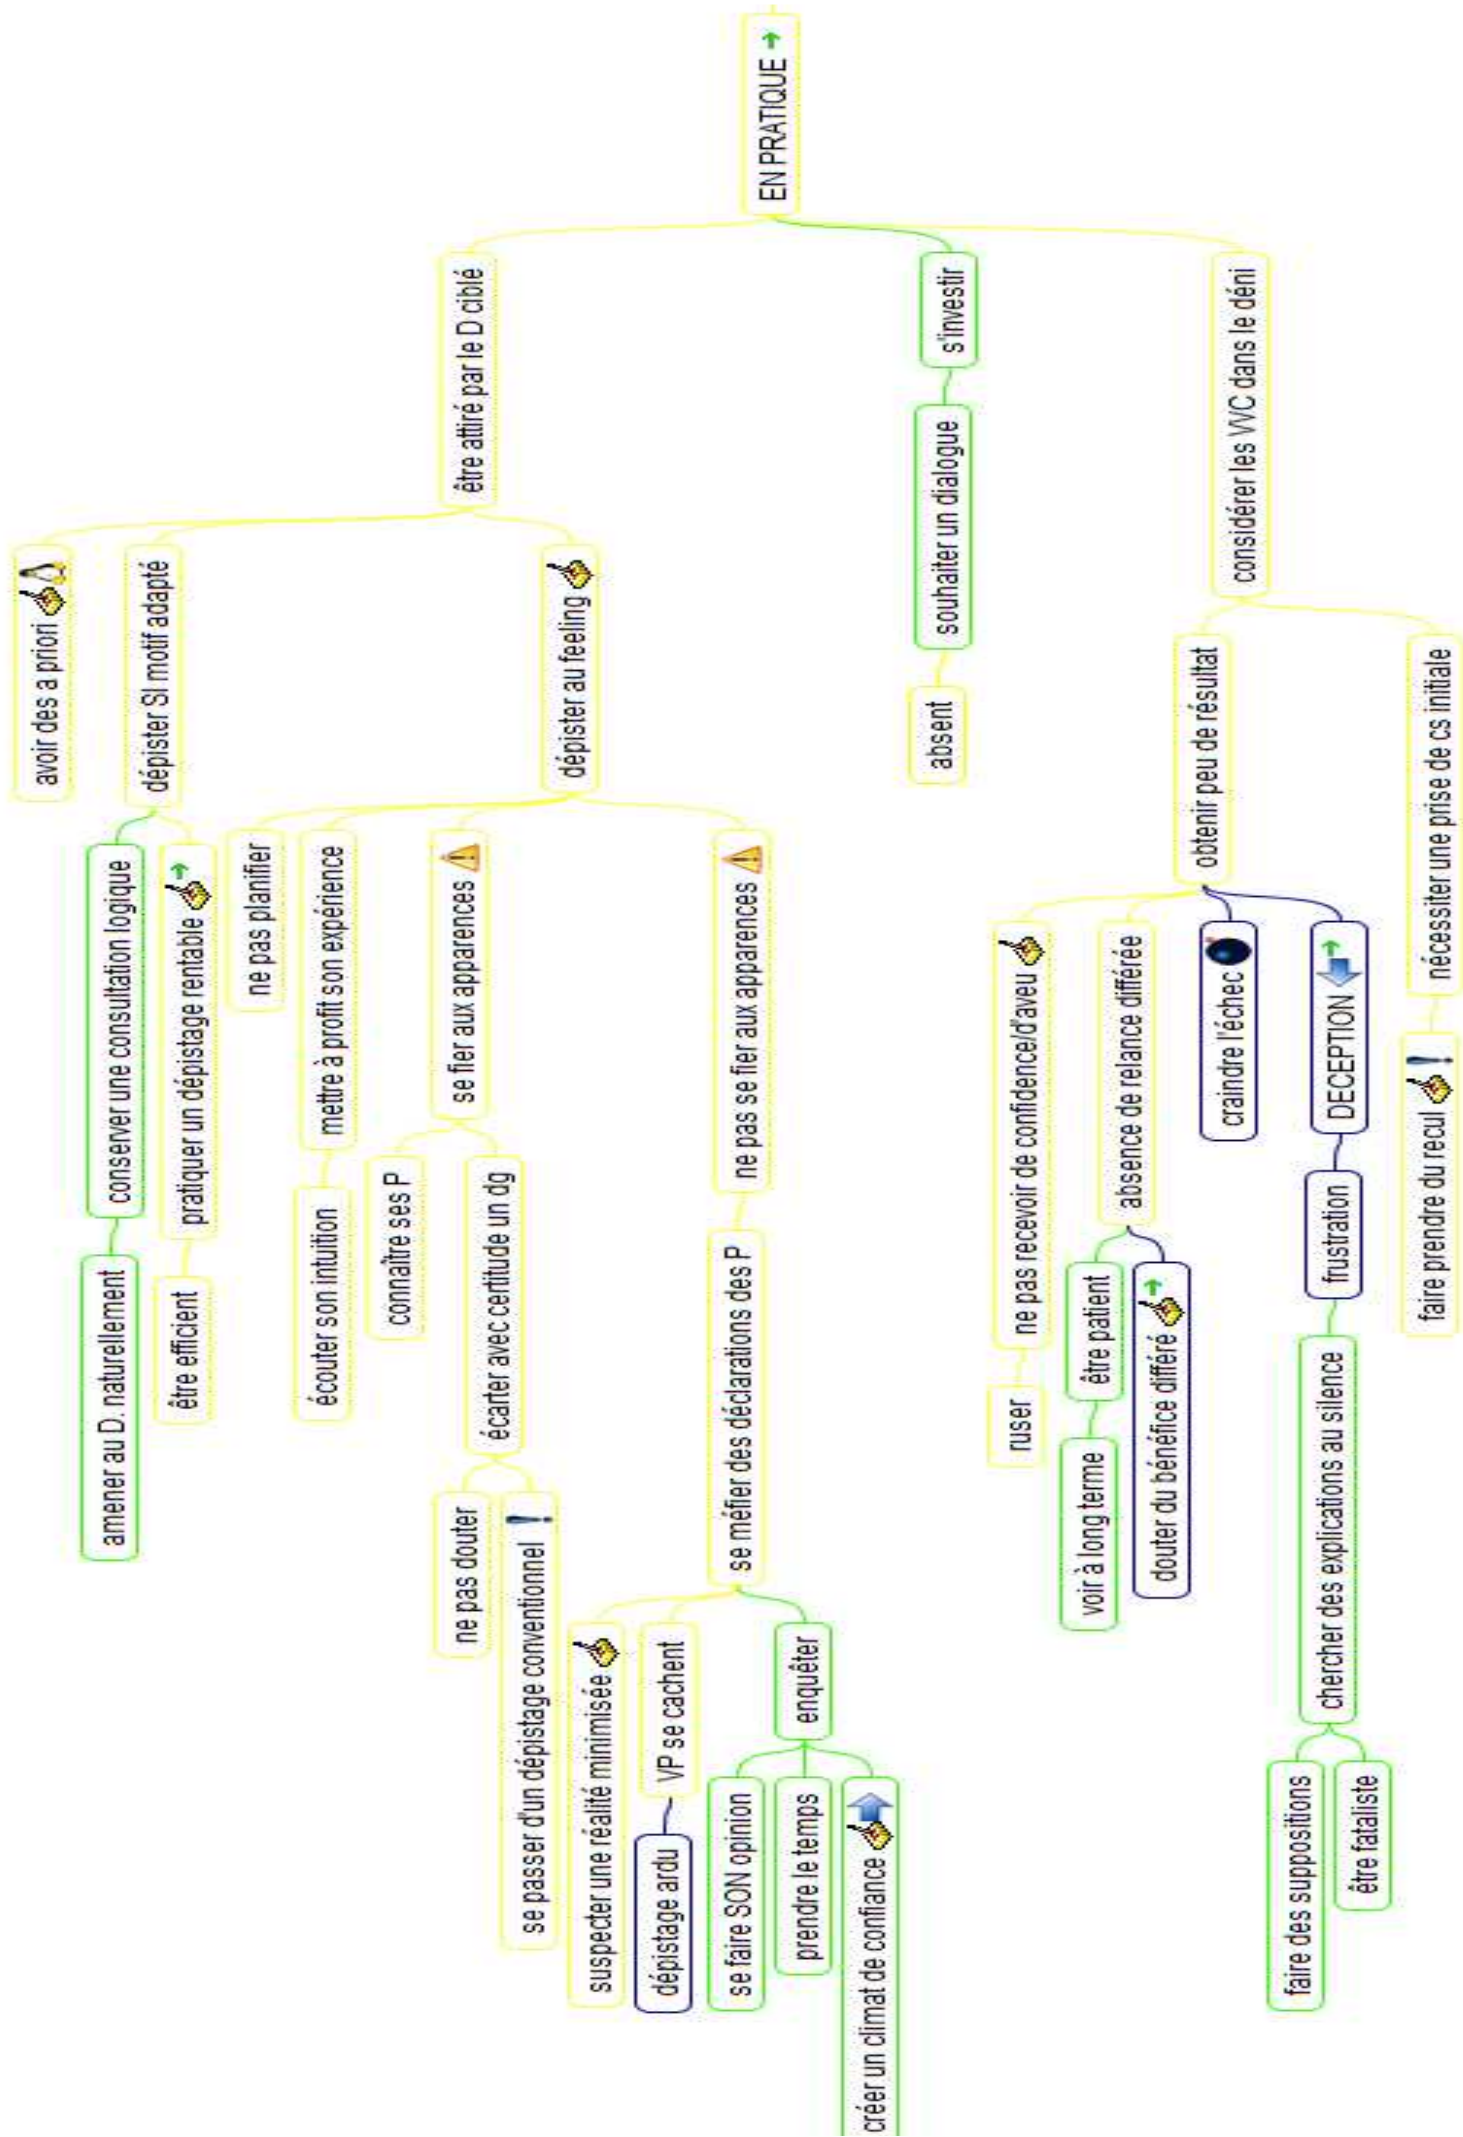 EN PRATIQUE
être attiré par le D ciblé
avoir des a priori
dépister SI motif adapté
conserver une consultation logique
amener au D. naturellement
pratiquer un dépistage rentable
être efficient
dépister au feeling
ne pas planifier
mettre à profit son expérience
écouter son intuition
se fier aux apparences
connaître ses P
écarter avec certitude un dg
ne pas douter
se passer d'un dépistage conventionnel
ne pas se fier aux apparences
se méfier des déclarations des P
suspecter une réalité minimisée
VP se cachent
dépistage ardu
enquêter
se faire SON opinion
prendre le temps
créer un climat de confiance
s'investir
souhaiter un dialogue
absent
considérer les VVC dans le déni
obtenir peu de résultat
ne pas recevoir de confidence/d'aveu
ruser
absence de relance différée
être patient
voir à long terme
douter du bénéfice différé
craindre l'échec
DECEPTION
frustration
chercher des explications au silence
faire des suppositions
être fataliste
nécessiter une prise de cs initiale
faire prendre du recul